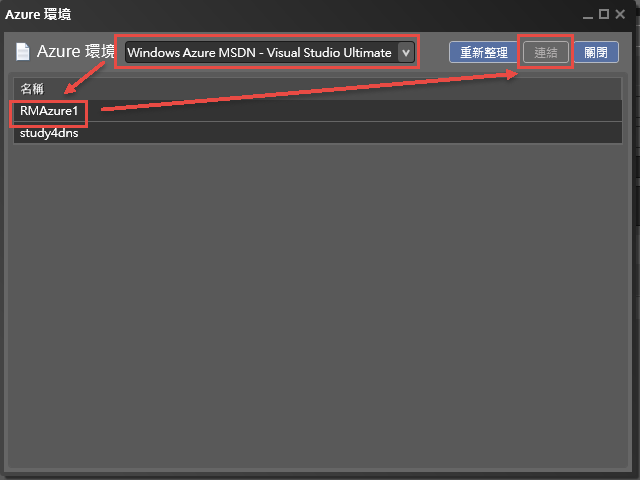 Azure 環境
Azure 環境 Windows Azure MSDN - Visual Studio Ultimate 重新整理 連結 關閉
名稱
RMAzure1
study4dns